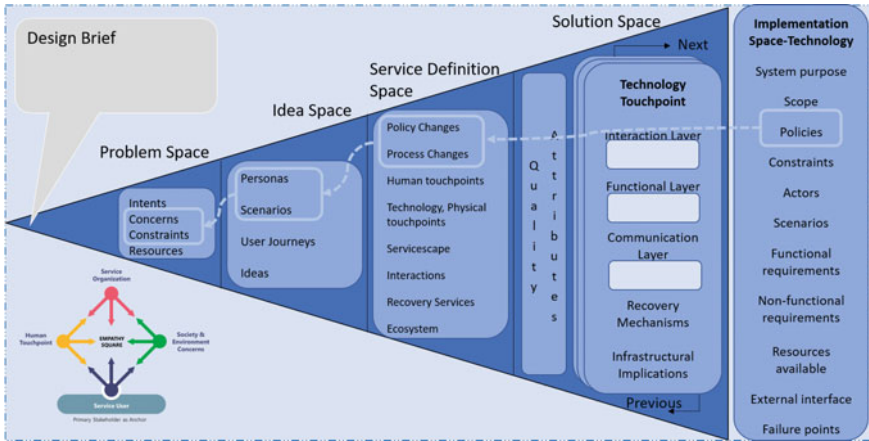 Design Brief
Problem Space
Intents
Concerns
Constraints
Resources
Idea Space
Personas
Scenarios
User Journeys
Ideas
Service Definition
Space
Policy Changes
Process Changes
Human touchpoints
Technology, Physical
touchpoints
Servicescape
Interactions
Recovery Services
Ecosystem
Solution Space
Quality
Attributes
Next
Technology
Touchpoint
Interaction Layer
Functional Layer
Communication
Layer
Recovery
Mechanisms
Infrastructural
Implications
Previous
Implementation
Space-Technology
System purpose
Scope
Policies
Constraints
Actors
Scenarios
Functional
requirements
Non-functional
requirements
Resources
available
External interface
Failure points
Service
Organization
Human
Touchpoint
EMPATHY
SQUARE
Society &
Environment
Concerns
Service User
Primary Stakeholder as Anchor